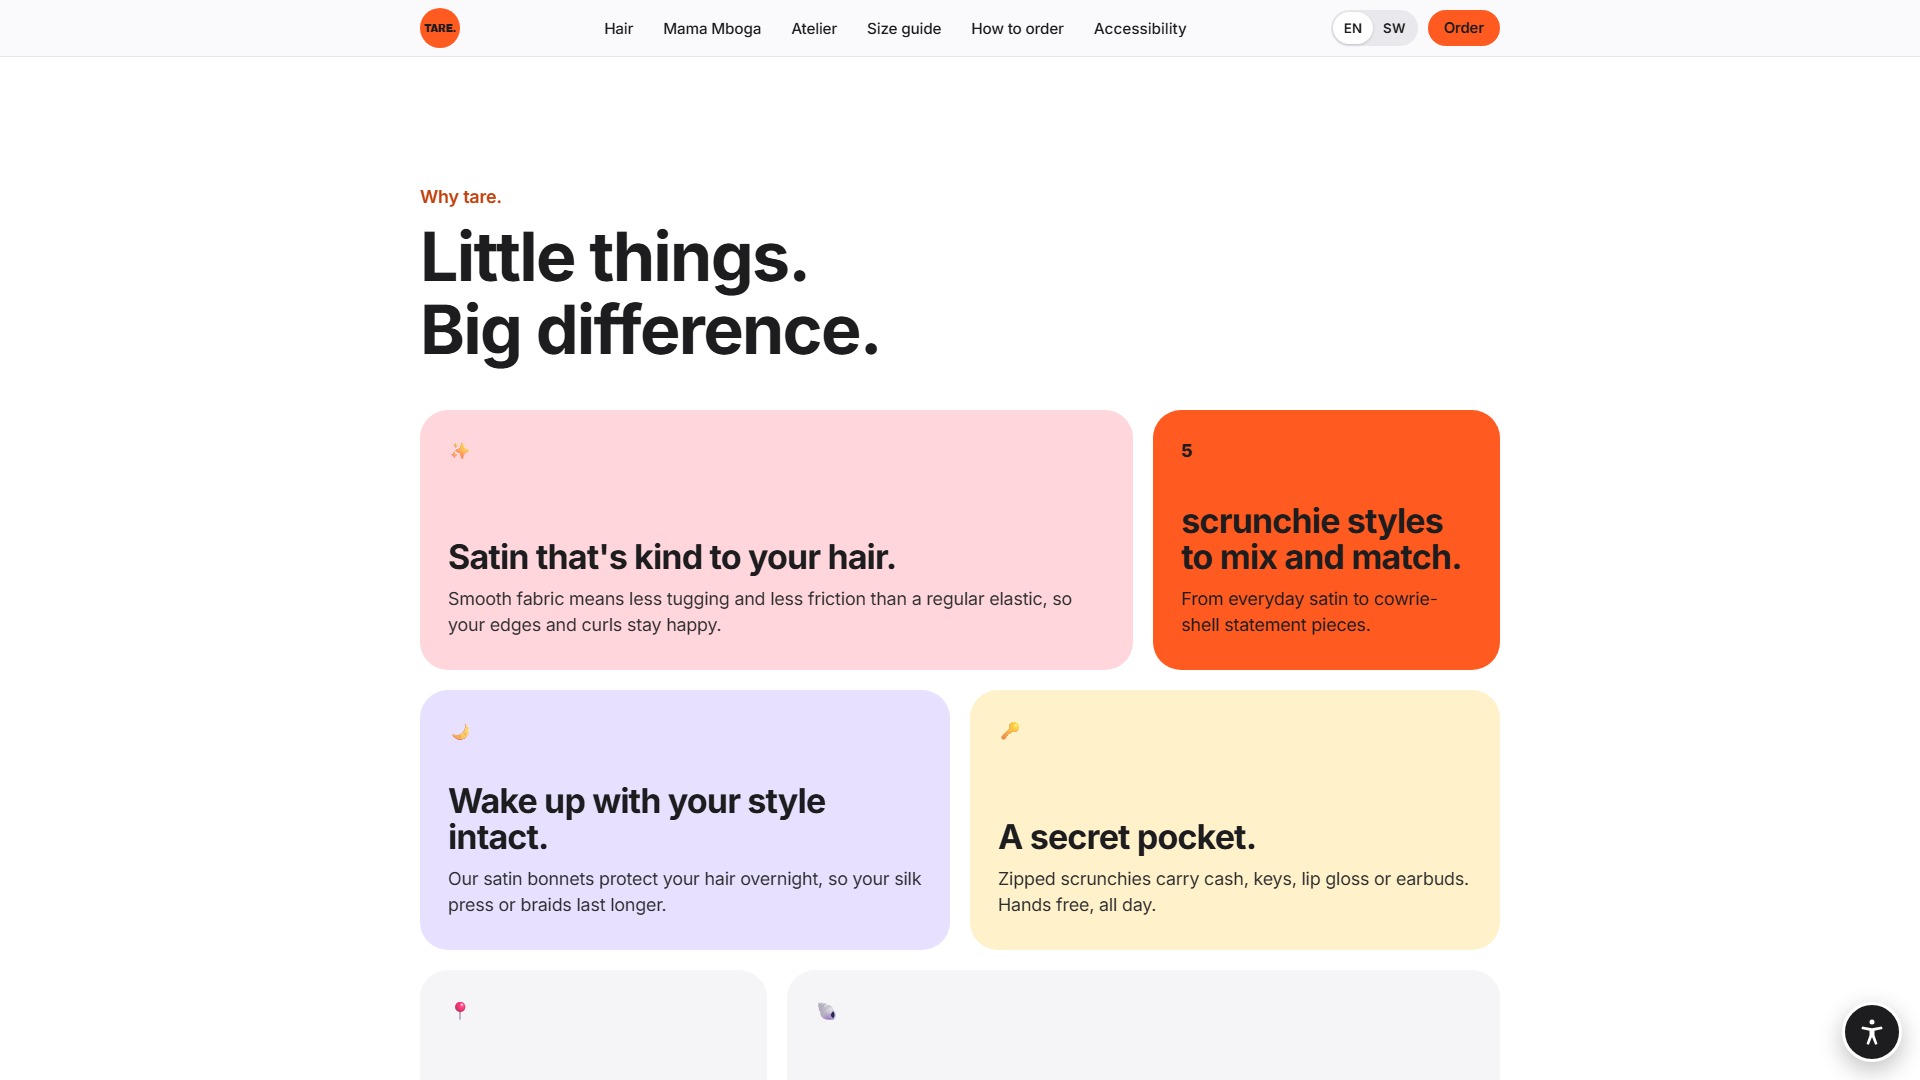 TARE.
Hair
Mama Mboga
Atelier
Size guide
How to order
Accessibility
EN
SW
Order
Why tare.
Little things.
Big difference.
Satin that's kind to your hair.
Smooth fabric means less tugging and less friction than a regular elastic, so
your edges and curls stay happy.
5
scrunchie styles
to mix and match.
From everyday satin to cowrie-
shell statement pieces.
Wake up with your style
intact.
Our satin bonnets protect your hair overnight, so your silk
press or braids last longer.
A secret pocket.
Zipped scrunchies carry cash, keys, lip gloss or earbuds.
Hands free, all day.